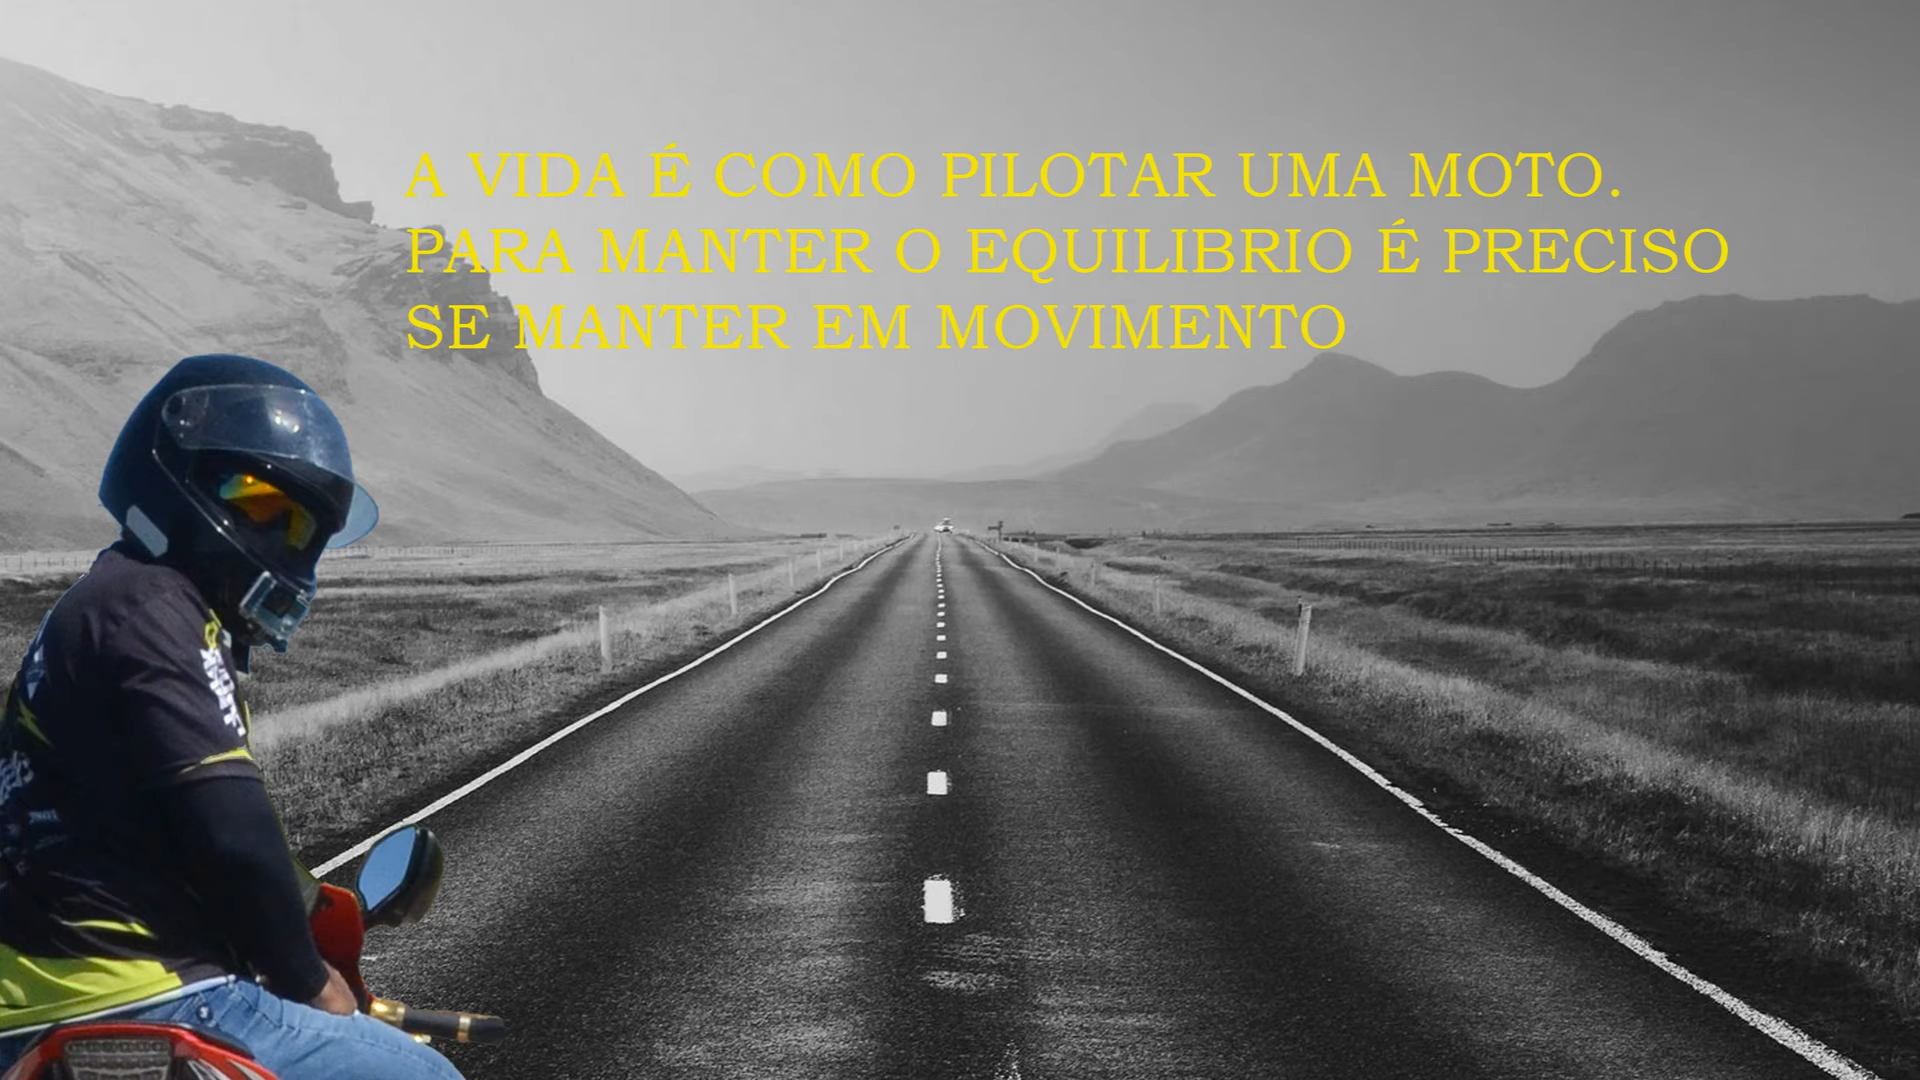 A VIDA É COMO PILOTAR UMA MOTO.
PARA MANTER O EQUILIBRIO É PRECISO
SE MANTER EM MOVIMENTO